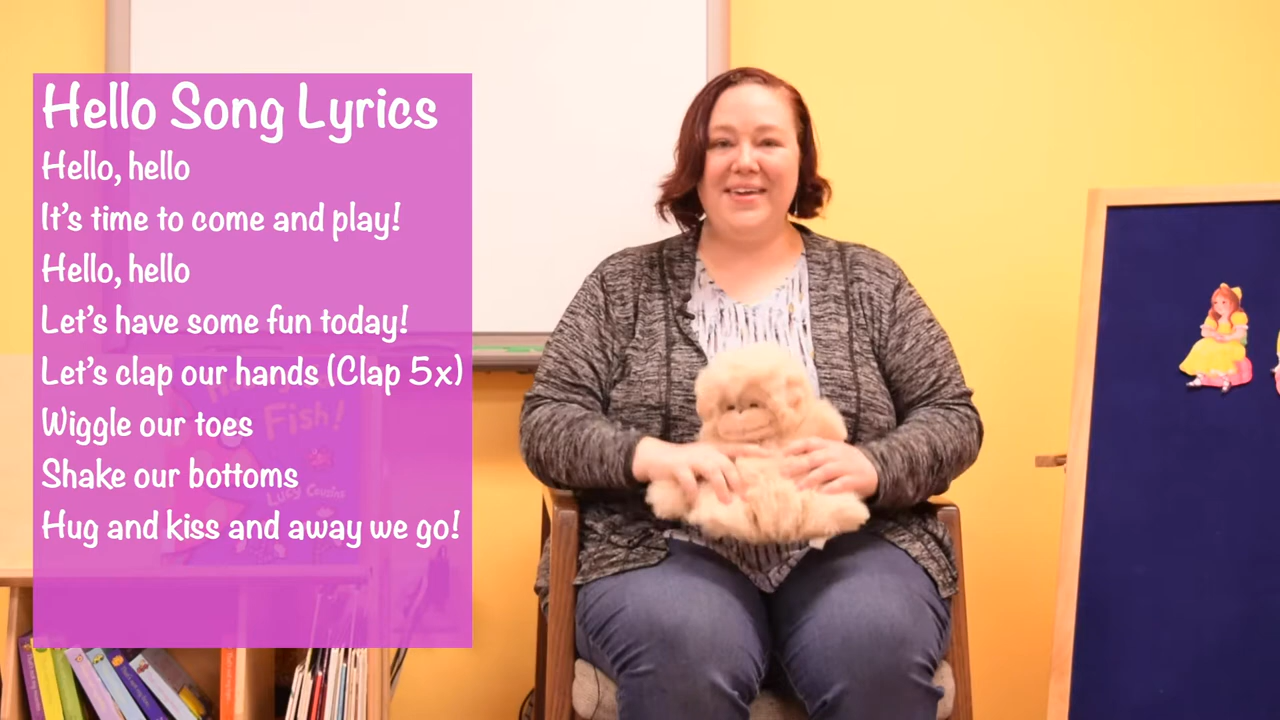 Hello Song Lyrics
Hello, hello
It's time to come and play!
Hello, hello
Let's have some fun today!
Let's clap our hands (Clap 5x)
Wiggle our toes
Shake our bottoms
Hug and kiss and away we go!
Fish!
Lucy Cousins